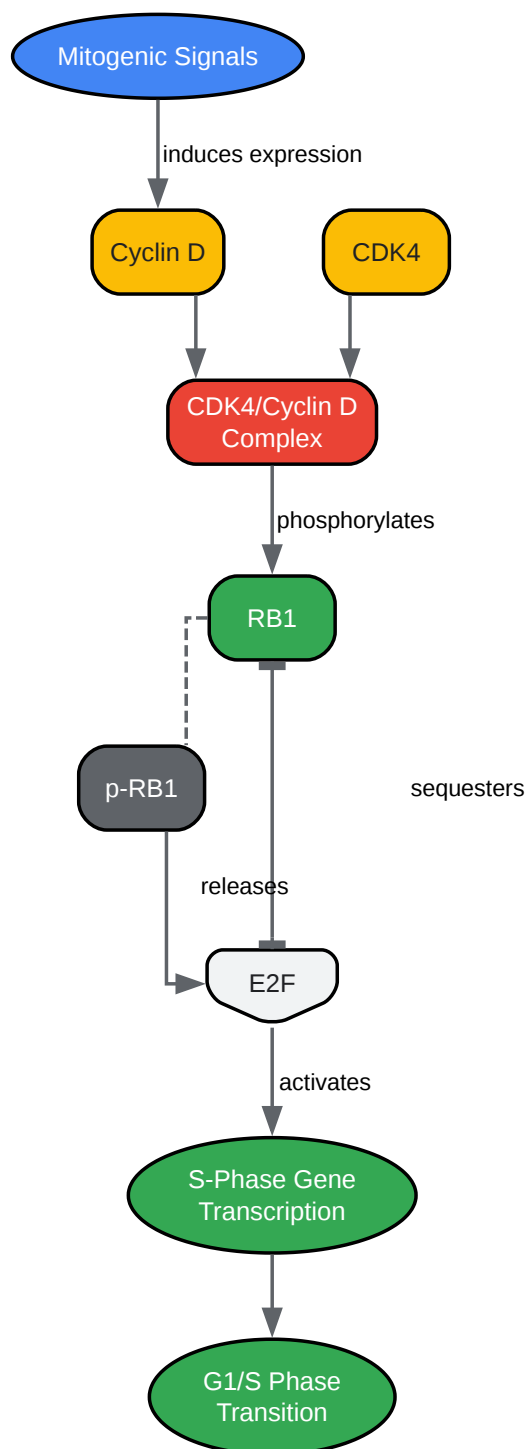 Mitogenic Signals
induces expression
Cyclin D
CDK4
CDK4/Cyclin D
Complex
phosphorylates
RB1
p-RB1
sequesters
releases
E2F
activates
S-Phase Gene
Transcription
G1/S Phase
Transition